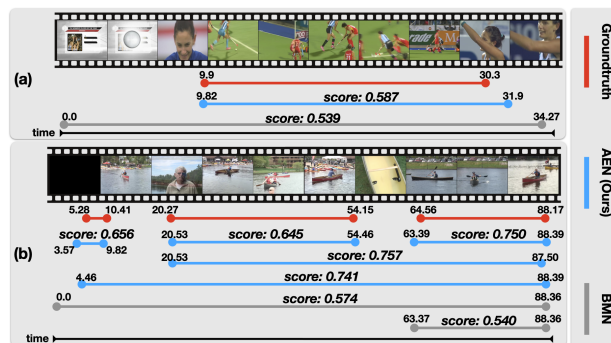 (a)
9.9 30.3
9.82 score: 0.587 31.9
0.0 score: 0.539 34.27
time
(b)
5.28 10.41 20.27 54.15 64.56 88.17
score: 0.656 20.53 score: 0.645 54.46 63.39 score: 0.750 88.39
3.57 9.82
20.53 score: 0.757 87.50
4.46 score: 0.741 88.39
0.0 score: 0.574 88.36
63.37 score: 0.540 88.36
time
Groundtruth
AEN (Ours)
BMN